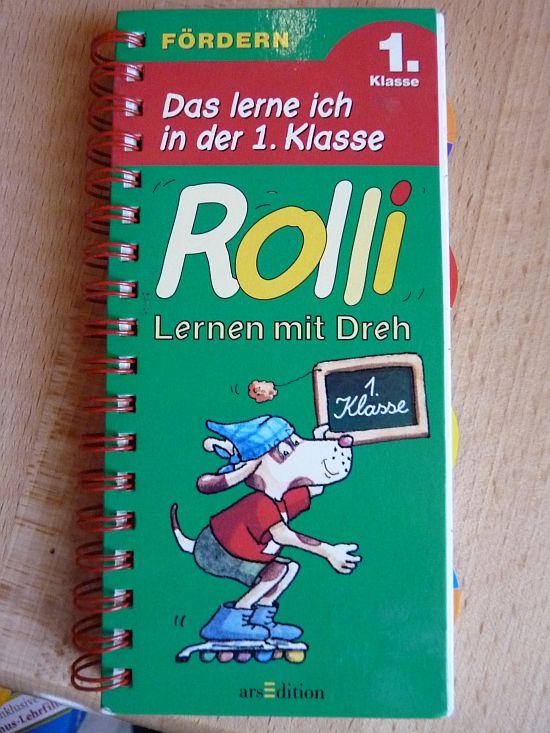 FÖRDERN
1.
Klasse
Das lerne ich
in der 1. Klasse
Rolli
Lernen mit Dreh
1.
Klasse
arsEdition